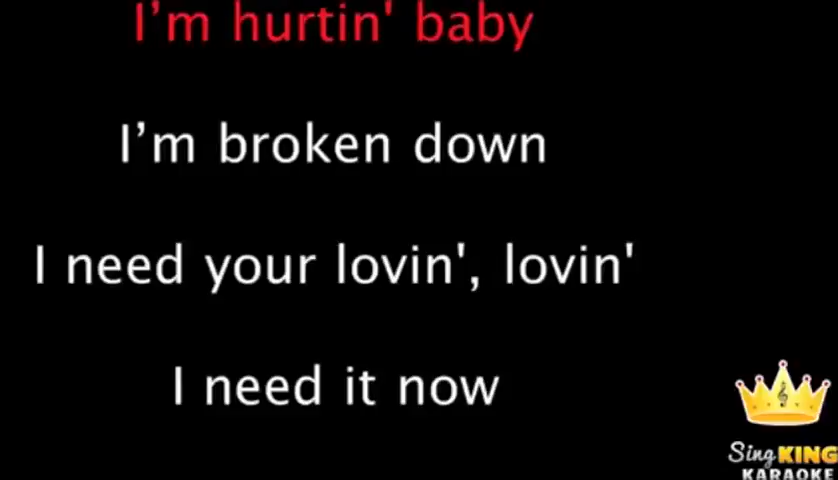 I’m hurtin' baby
I’m broken down
I need your lovin', lovin'
I need it now
Sing KING
KARAOKE